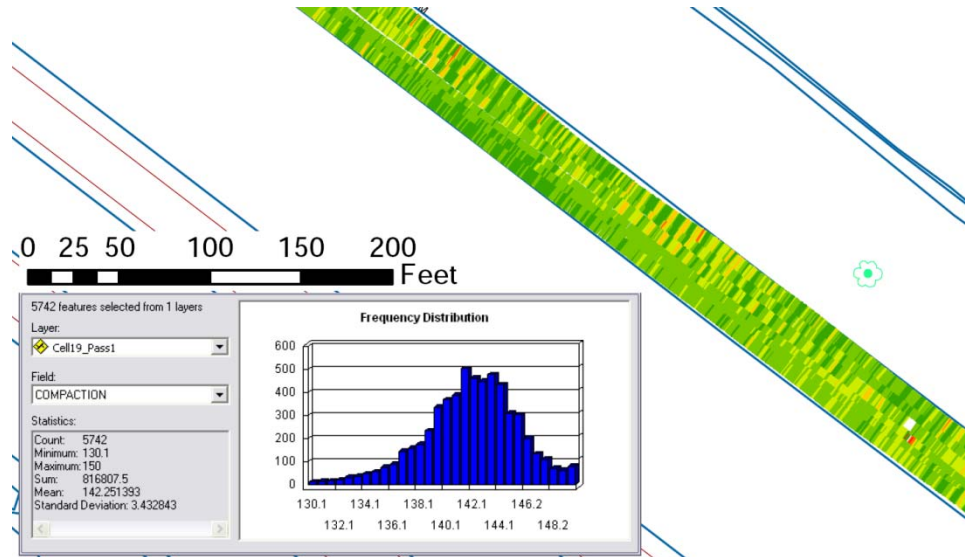 0 25 50 100 150 200
Feet
5742 features selected from 1 layers
Layer:
Cell19_Pass1
Field:
COMPACTION
Statistics:
Count: 5742
Minimum: 130.1
Maximum: 150
Sum: 816807.5
Mean: 142.251393
Standard Deviation: 3.432843
Frequency Distribution
600
500
400
300
200
100
0
130.1 134.1 138.1 142.1 146.2
132.1 136.1 140.1 144.1 148.2